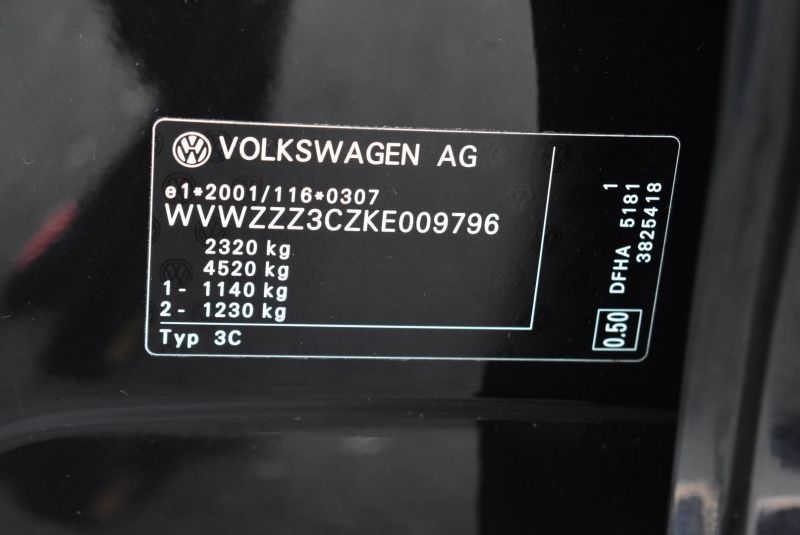 VOLKSWAGEN AG
e1*2001/116*0307
WVWZZZ3CZKE009796
2320 kg
4520 kg
1- 1140 kg
2- 1230 kg
Typ 3C
0.50
DFHA 5181 1
3825418